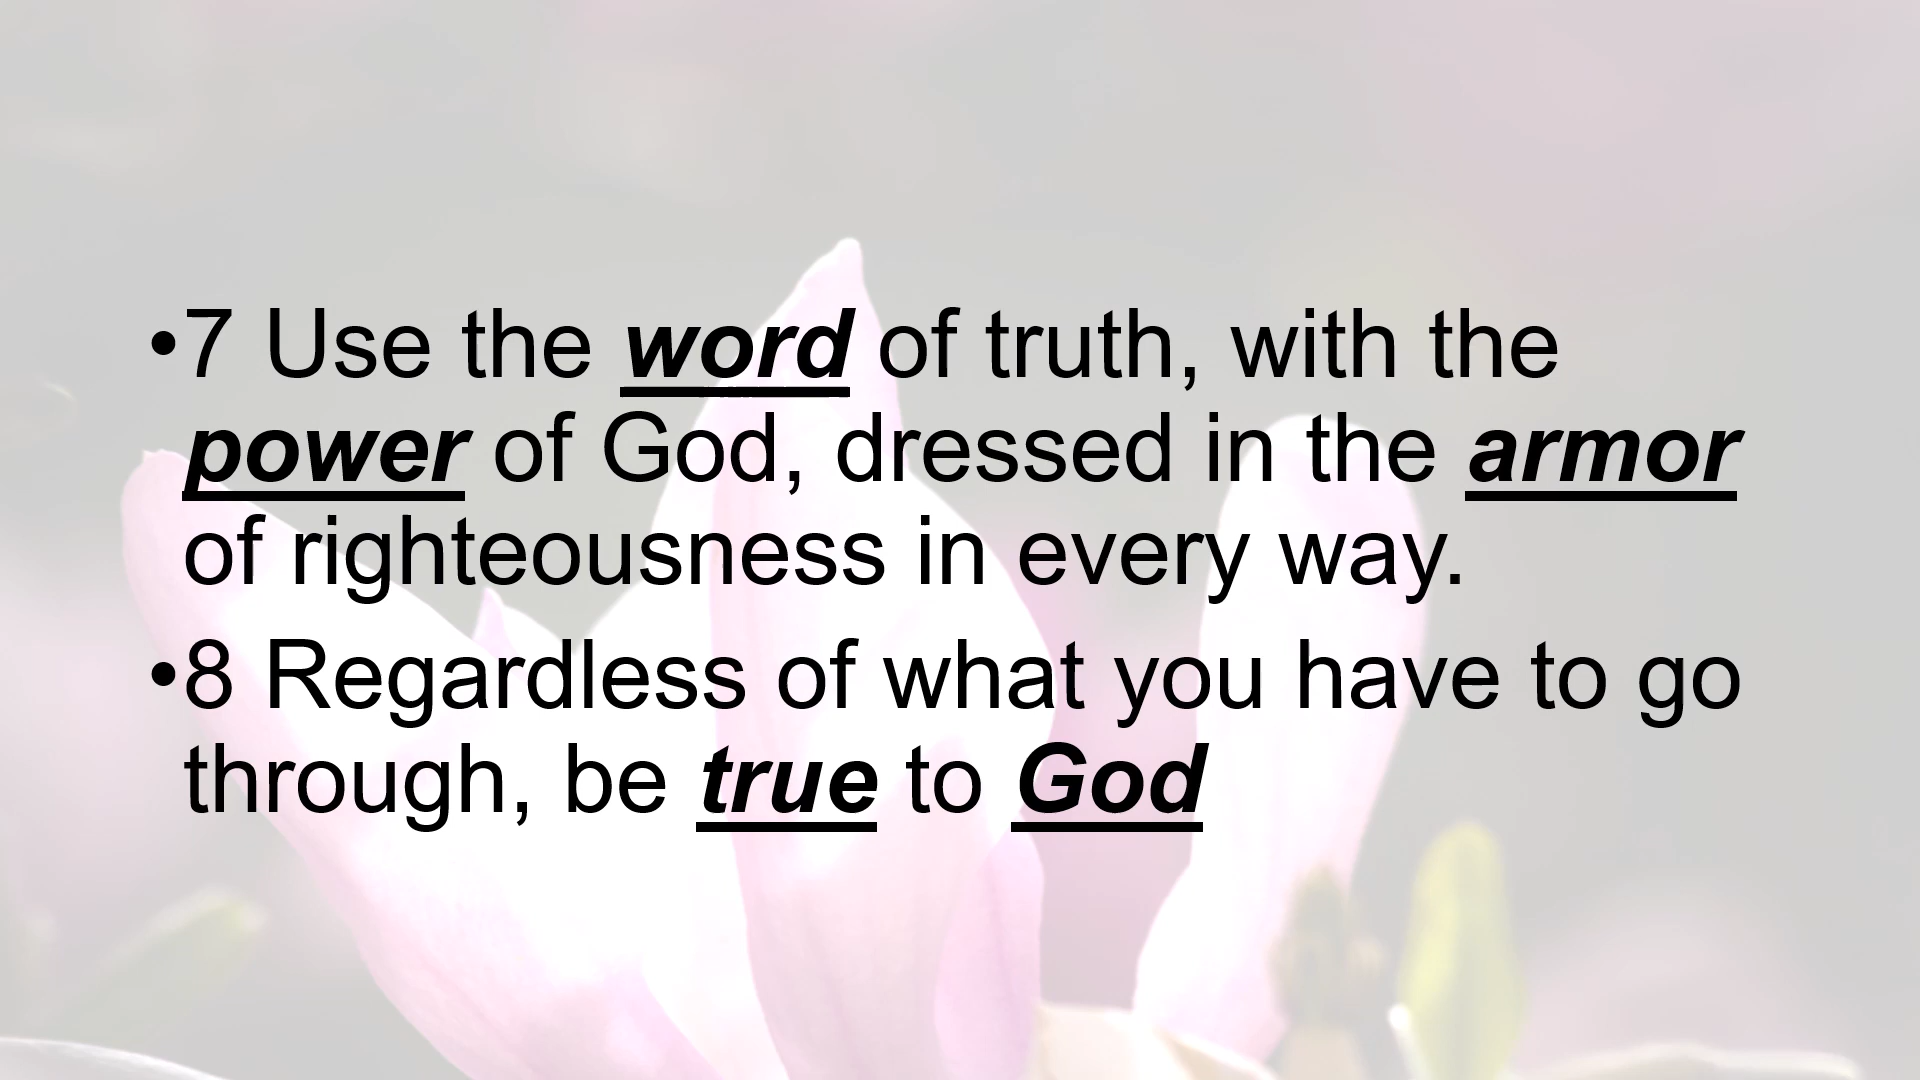 •7 Use the word of truth, with the
power of God, dressed in the armor
of righteousness in every way.
•8 Regardless of what you have to go
through, be true to God